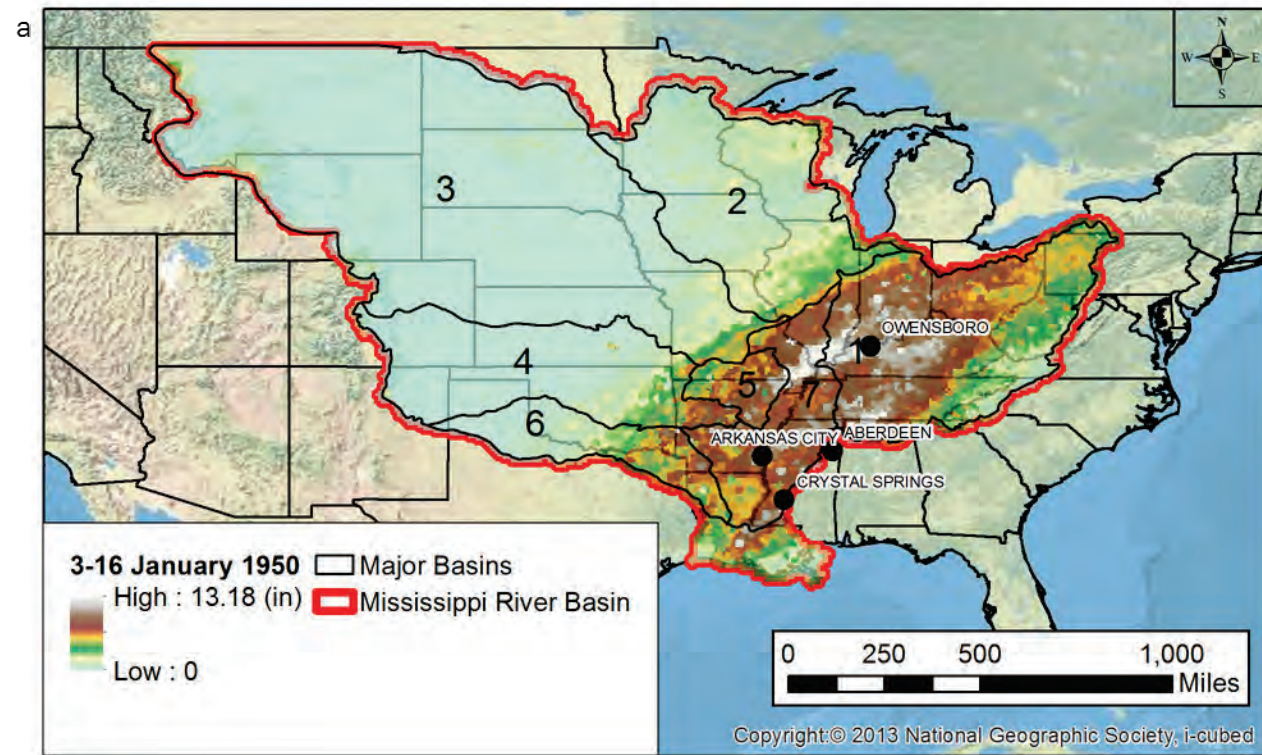 a
N
W E
S
3
2
OWENSBORO
1
4
5
7
6
ARKANSAS CITY
ABERDEEN
CRYSTAL SPRINGS
3-16 January 1950
Major Basins
High : 13.18 (in)
Mississippi River Basin
Low : 0
0 250 500 1,000
Miles
Copyright:© 2013 National Geographic Society, i-cubed